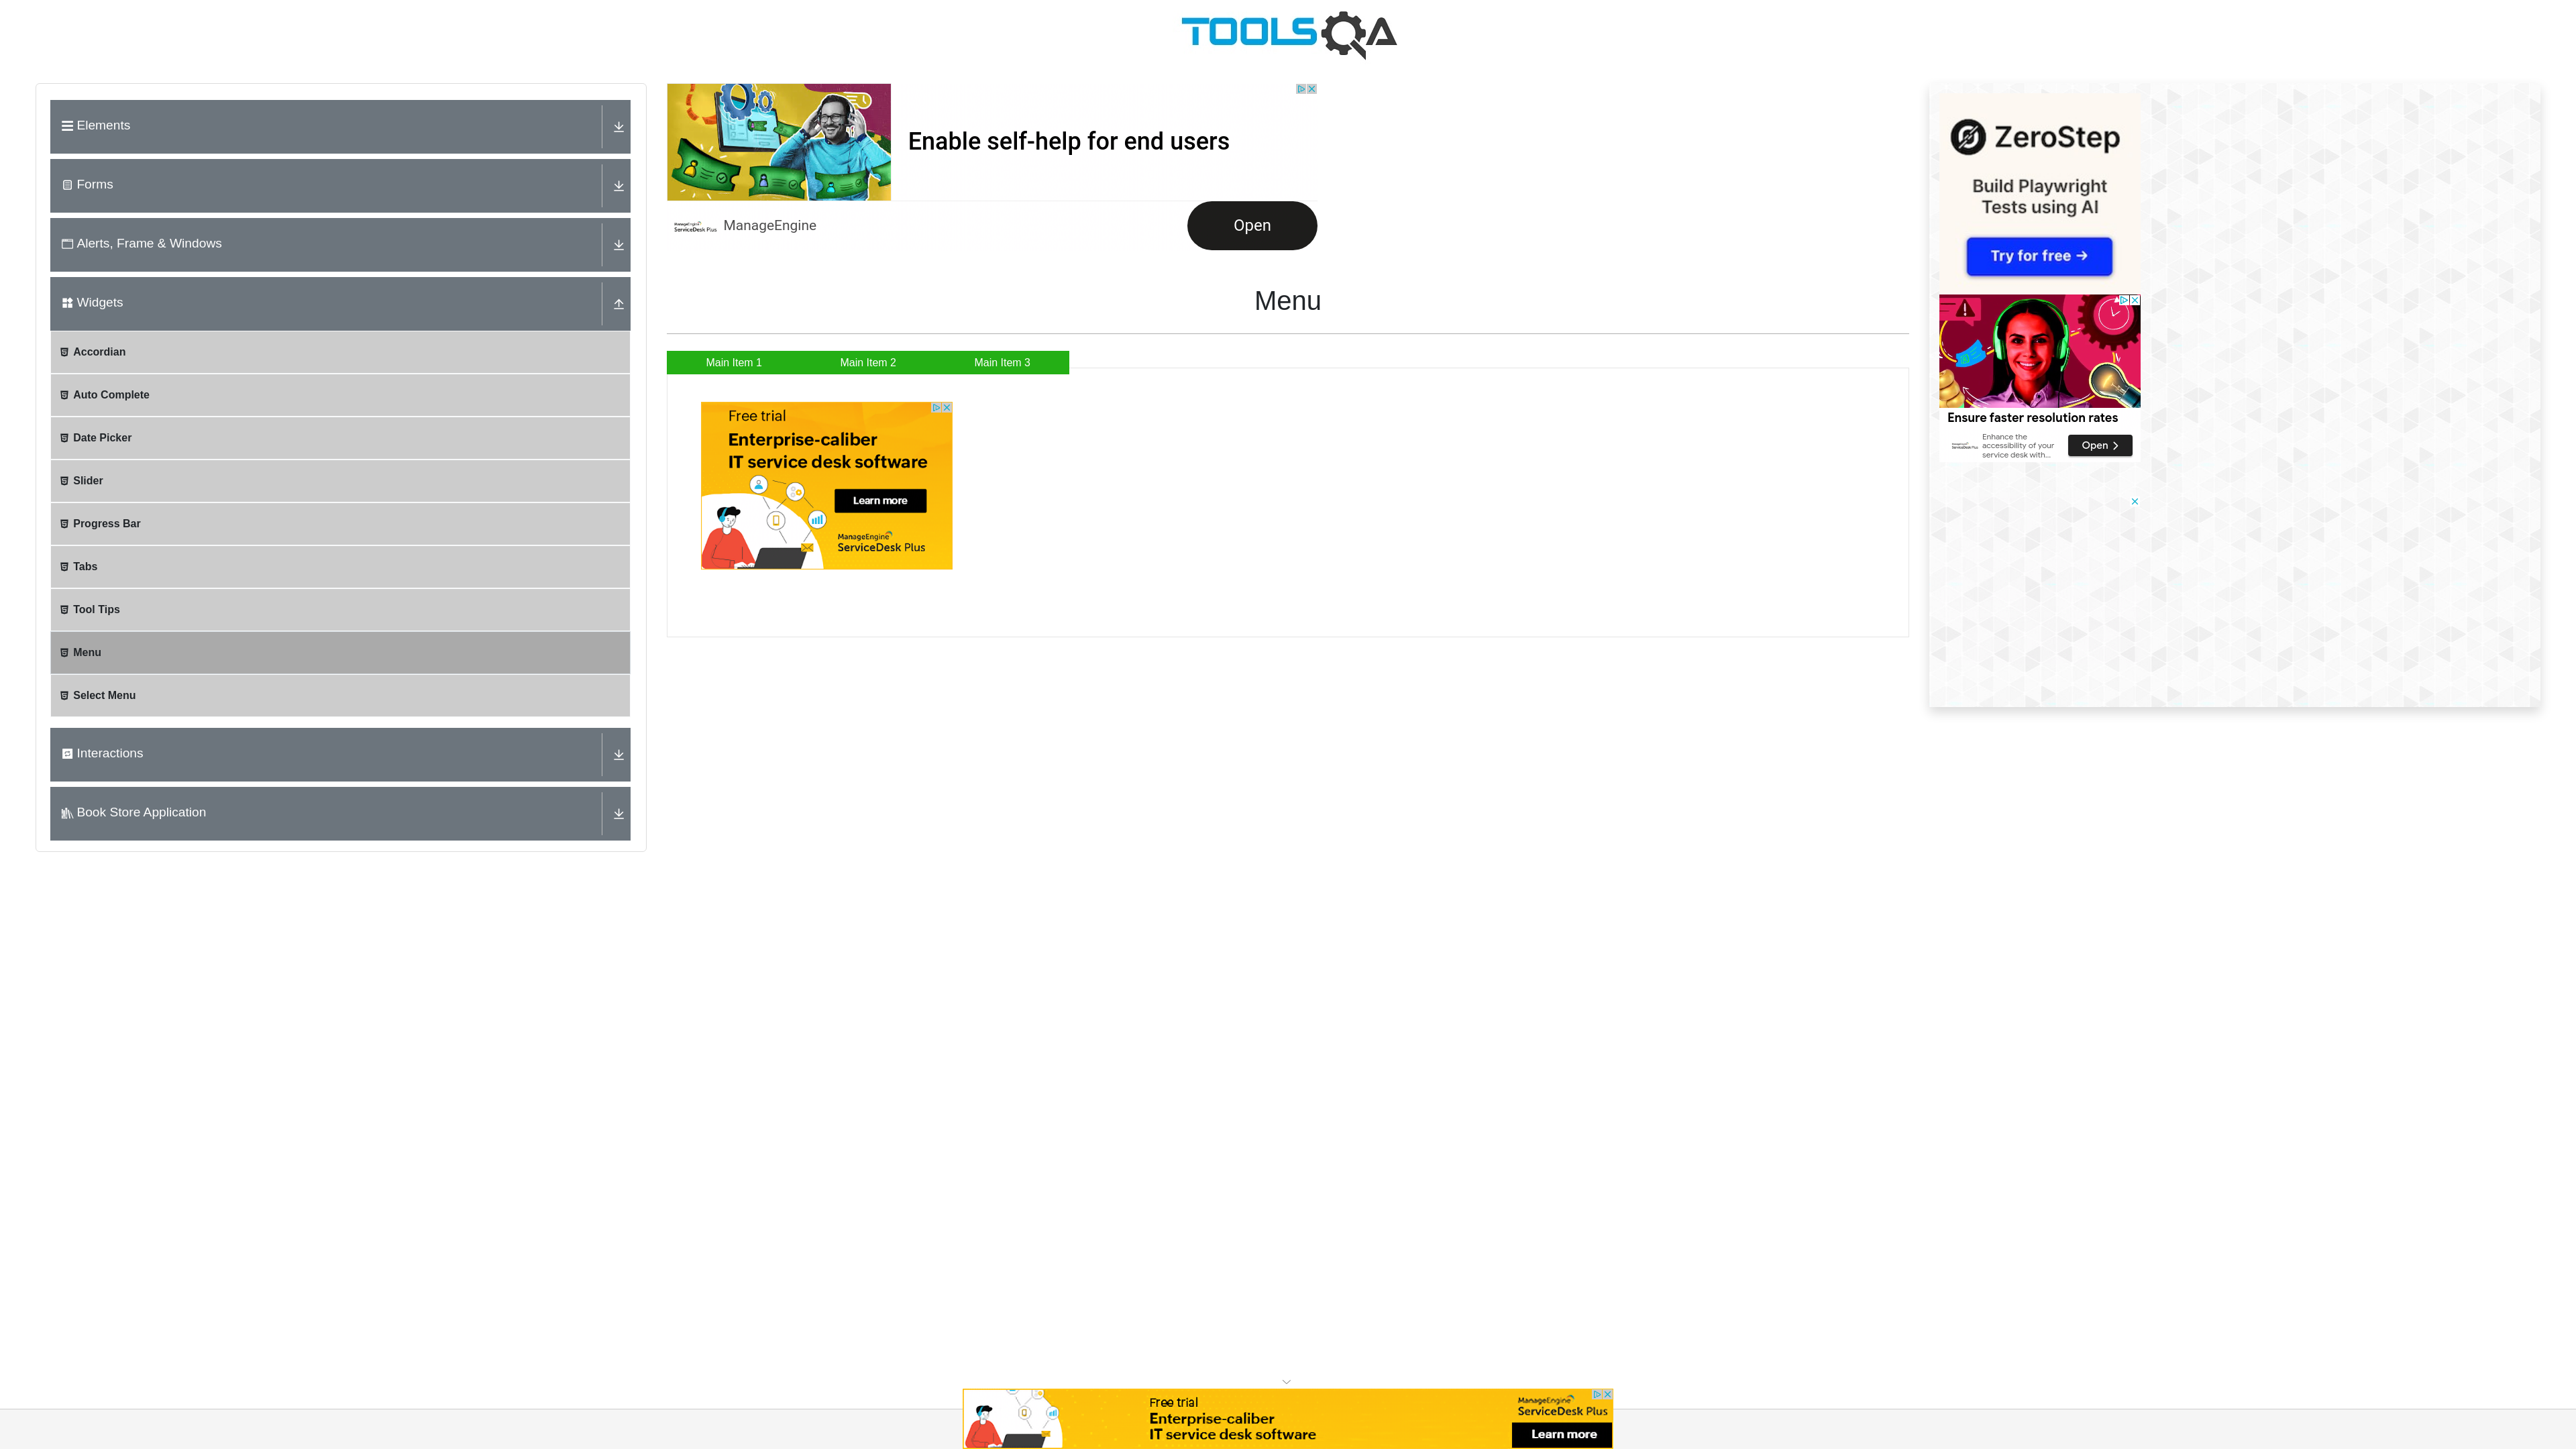 TOOLSQA
Elements
Forms
Alerts, Frame & Windows
Widgets
Accordian
Auto Complete
Date Picker
Slider
Progress Bar
Tabs
Tool Tips
Menu
Select Menu
Interactions
Book Store Application
Enable self-help for end users
ManageEngine
ServiceDesk Plus
ManageEngine
Open
Menu
Main Item 1
Main Item 2
Main Item 3
Free trial
Enterprise-caliber
IT service desk software
Learn more
ManageEngine
ServiceDesk Plus
ZeroStep
Build Playwright
Tests using AI
Try for free →
Ensure faster resolution rates
ServiceDesk Plus
Enhance the
accessibility of your
service desk with...
Open
Free trial
Enterprise-caliber
IT service desk software
ManageEngine
ServiceDesk Plus
Learn more